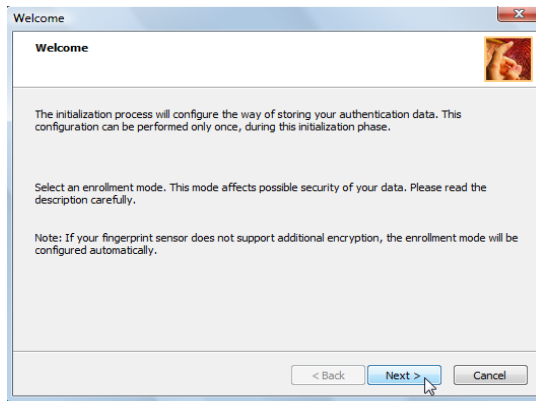 Welcome
Welcome
The initialization process will configure the way of storing your authentication data. This
configuration can be performed only once, during this initialization phase.
Select an enrollment mode. This mode affects possible security of your data. Please read the
description carefully.
Note: If your fingerprint sensor does not support additional encryption, the enrollment mode will be
configured automatically.
< Back Next > Cancel